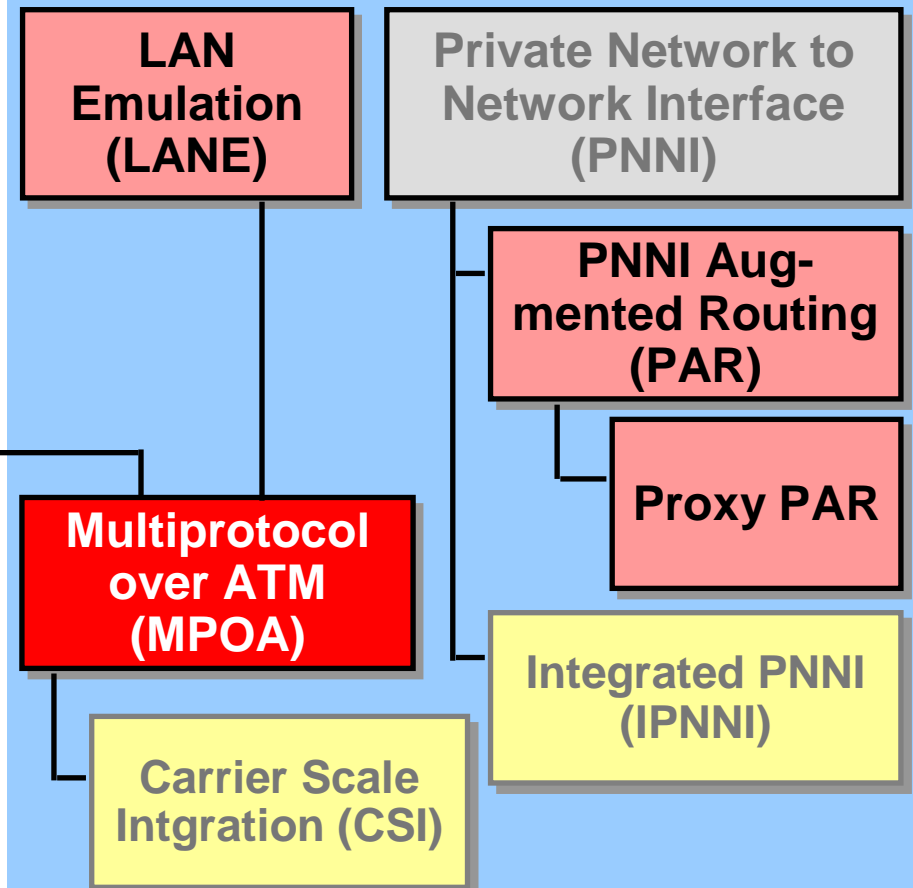 LAN
Emulation
(LANE)
Private Network to
Network Interface
(PNNI)
PNNI Aug-
mented Routing
(PAR)
Proxy PAR
Multiprotocol
over ATM
(MPOA)
Integrated PNNI
(IPNNI)
Carrier Scale
Intgration (CSI)